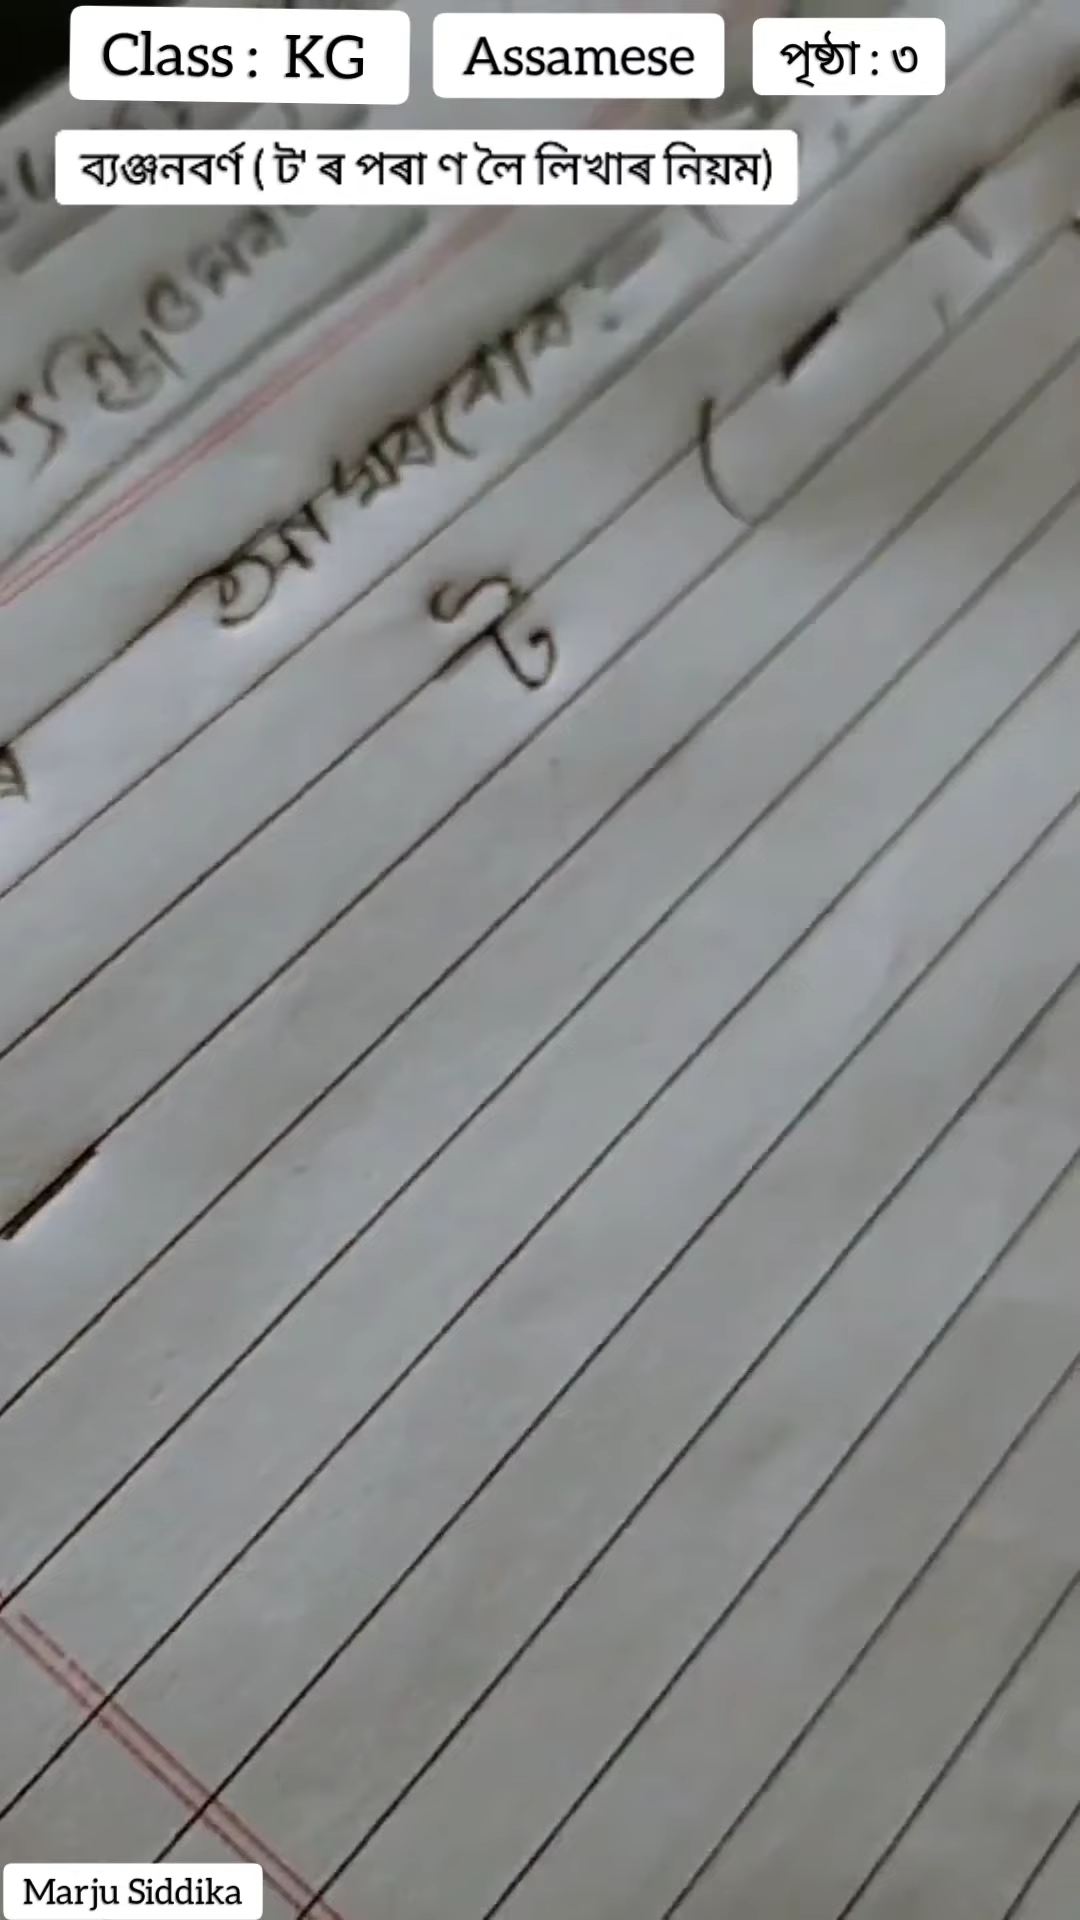 Class : KG
Assamese
পৃষ্ঠা : ৩
ব্যঞ্জনবৰ্ণ ( ট' ৰ পৰা ণ লৈ লিখাৰ নিয়ম)
ট
Marju Siddika